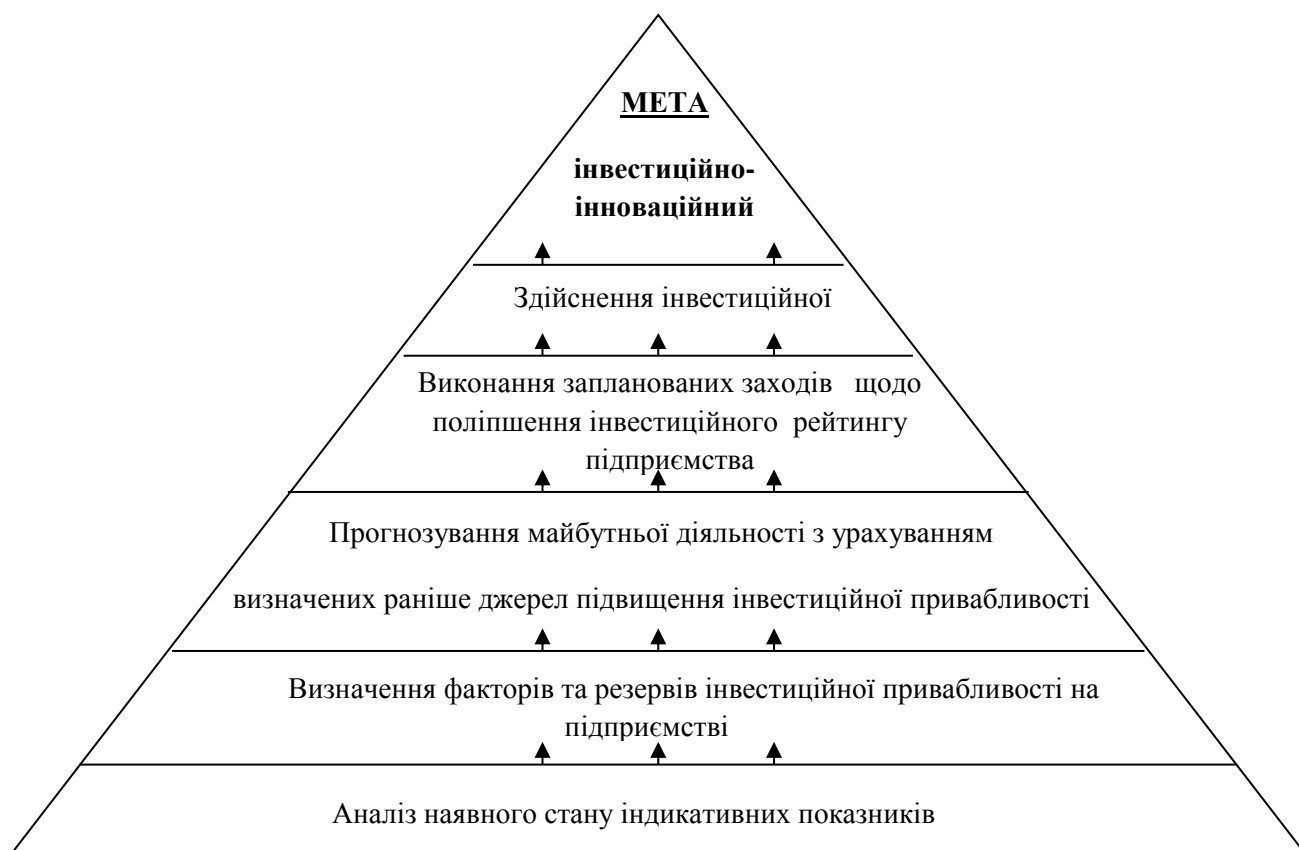 МЕТА
інвестиційно-
інноваційний
Здійснення інвестиційної
Виконання запланованих заходів щодо
поліпшення інвестиційного рейтингу
підприємства
Прогнозування майбутньої діяльності з урахуванням
визначених раніше джерел підвищення інвестиційної привабливості
Визначення факторів та резервів інвестиційної привабливості на
підприємстві
Аналіз наявного стану індикативних показників